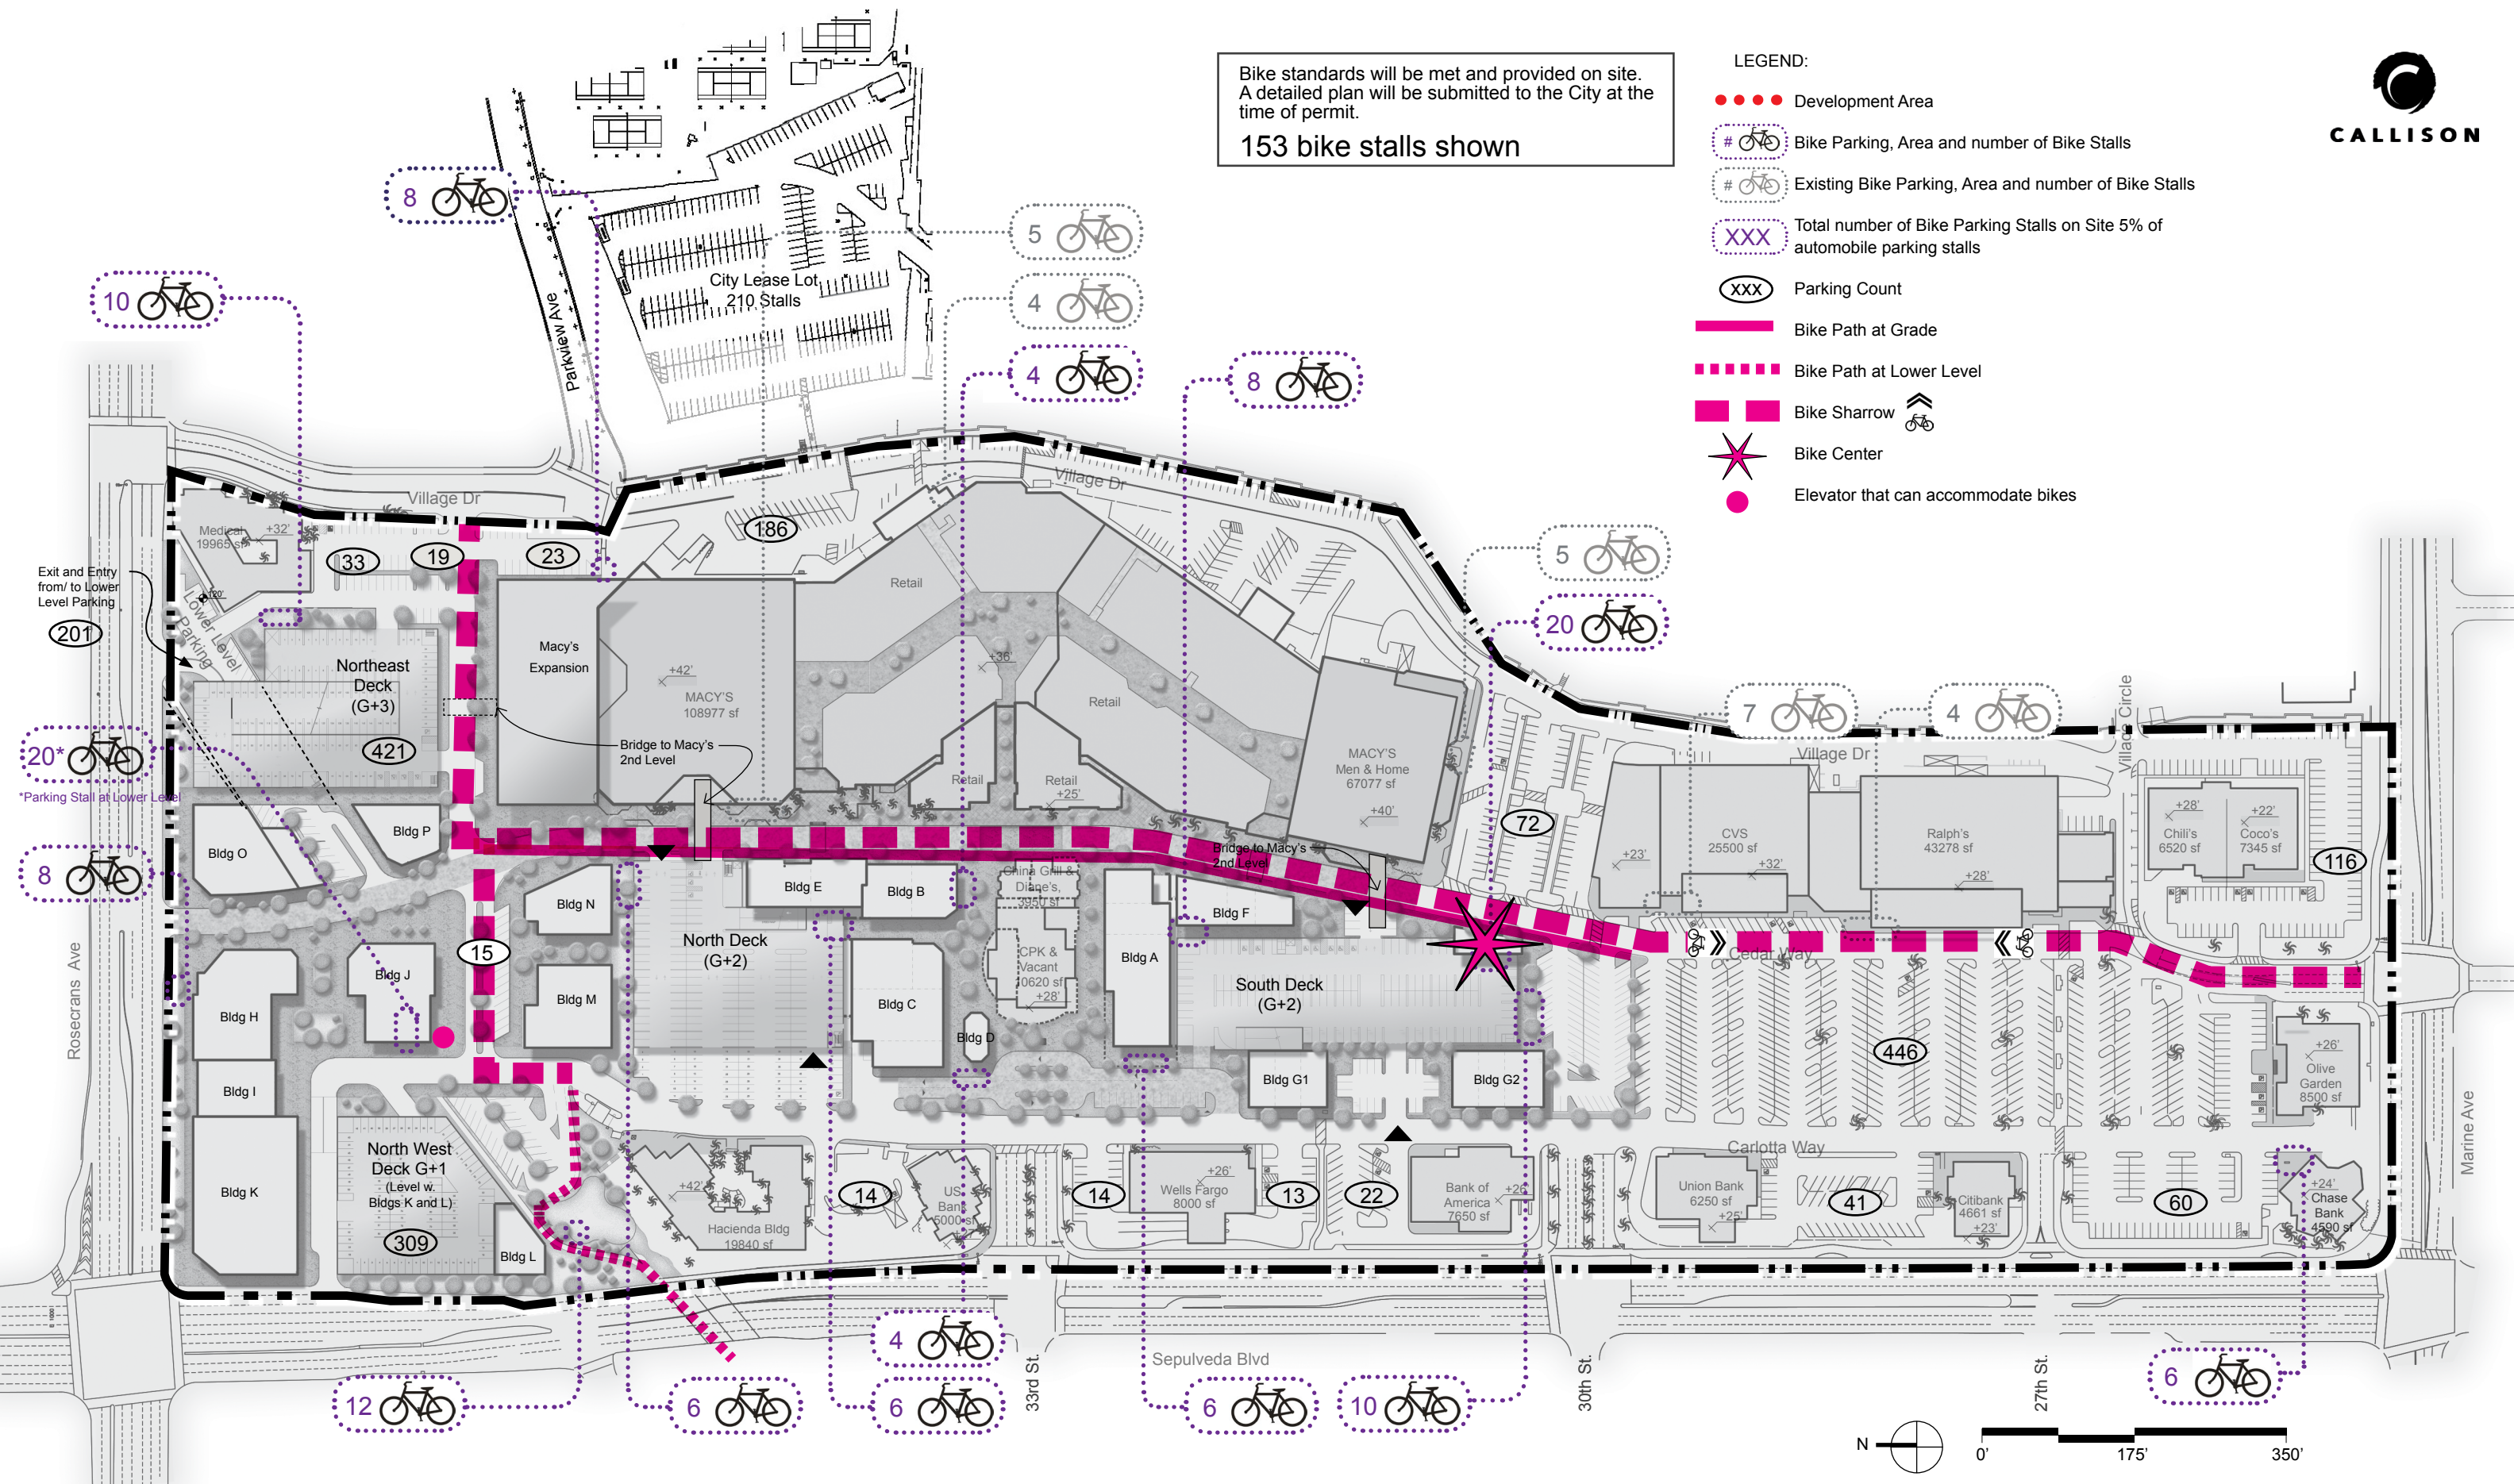 Bike standards will be met and provided on site.
A detailed plan will be submitted to the City at the
time of permit.
153 bike stalls shown
LEGEND:
Development Area
# Bike Parking, Area and number of Bike Stalls
# Existing Bike Parking, Area and number of Bike Stalls
XXX Total number of Bike Parking Stalls on Site 5% of
automobile parking stalls
XXX Parking Count
Bike Path at Grade
Bike Path at Lower Level
Bike Sharrow
Bike Center
Elevator that can accommodate bikes
CALLISON
8
5
4
4
8
10
City Lease Lot
210 Stalls
Parkview Ave
Village Dr
Village Dr
Medical
19965 sf
+32'
33
19
23
186
Exit and Entry
from/ to Lower
Level Parking
201
Lower Level
Parking
120'
Northeast
Deck
(G+3)
421
Macy's
Expansion
+42'
MACY'S
108977 sf
Bridge to Macy's
2nd Level
Retail
+36'
Retail
Retail
Retail
+25'
5
20
MACY'S
Men & Home
67077 sf
+40'
7
4
Village Dr
Village Circle
72
CVS
25500 sf
+23'
+32'
Ralph's
43278 sf
+28'
+28'
Chili's
6520 sf
+22'
Coco's
7345 sf
116
20*
*Parking Stall at Lower Level
8
Rosecrans Ave
Bldg O
Bldg P
Bldg N
Bldg M
15
Bldg J
Bldg H
Bldg I
Bldg K
North Deck
(G+2)
Bldg E
Bldg B
Bldg C
Bldg D
China Grill &
Diane's,
3950 sf
CPK &
Vacant
0620 sf
+28'
Bldg A
Bldg F
Bridge to Macy's
2nd Level
South Deck
(G+2)
Bldg G1
Bldg G2
Cedar Way
446
+26'
Olive
Garden
8500 sf
Marine Ave
North West
Deck G+1
(Level w.
Bldgs K and L)
309
Bldg L
+42'
Hacienda Bldg
19840 sf
14
US
Bank
5000 sf
14
+26'
Wells Fargo
8000 sf
13
22
Bank of
America
7650 sf
+26'
Carlotta Way
Union Bank
6250 sf
+25'
41
Citibank
4661 sf
+23'
60
+24'
Chase
Bank
4590 sf
12
6
4
6
33rd St.
Sepulveda Blvd
6
10
30th St.
27th St.
6
N
0'
175'
350'